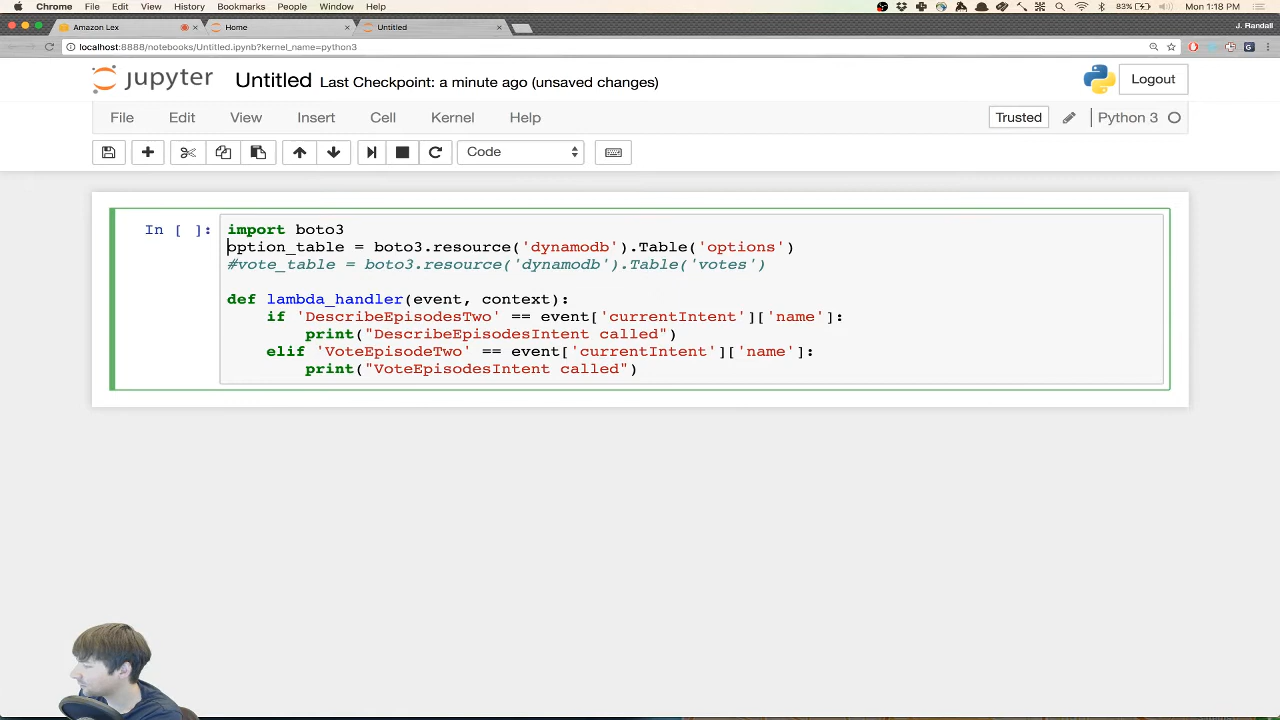 Chrome File Edit View History Bookmarks People Window Help 83% Mon 1:18 PM
Amazon Lex Home Untitled J. Randall
localhost:8888/notebooks/Untitled.ipynb?kernel_name=python3
jupyter Untitled Last Checkpoint: a minute ago (unsaved changes) Logout
File Edit View Insert Cell Kernel Help Trusted Python 3
Code
In [ ]: import boto3
option_table = boto3.resource('dynamodb').Table('options')
#vote_table = boto3.resource('dynamodb').Table('votes')
def lambda_handler(event, context):
if 'DescribeEpisodesTwo' == event['currentIntent']['name']:
print("DescribeEpisodesIntent called")
elif 'VoteEpisodeTwo' == event['currentIntent']['name']:
print("VoteEpisodesIntent called")